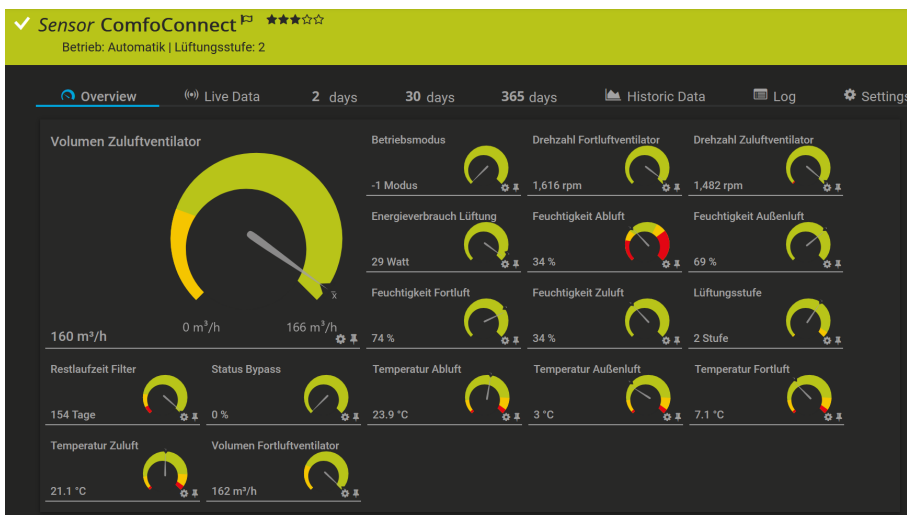 Sensor ComfoConnect
Betrieb: Automatik | Lüftungsstufe: 2
Overview
Live Data
2 days
30 days
365 days
Historic Data
Log
Settings
Volumen Zuluftventilator
160 m³/h
0 m³/h
166 m³/h
Betriebsmodus
-1 Modus
Drehzahl Fortluftventilator
1,616 rpm
Drehzahl Zuluftventilator
1,482 rpm
Energieverbrauch Lüftung
29 Watt
Feuchtigkeit Abluft
34 %
Feuchtigkeit Außenluft
69 %
Feuchtigkeit Fortluft
74 %
Feuchtigkeit Zuluft
34 %
Lüftungsstufe
2 Stufe
Restlaufzeit Filter
154 Tage
Status Bypass
0 %
Temperatur Abluft
23.9 °C
Temperatur Außenluft
3 °C
Temperatur Fortluft
7.1 °C
Temperatur Zuluft
21.1 °C
Volumen Fortluftventilator
162 m³/h